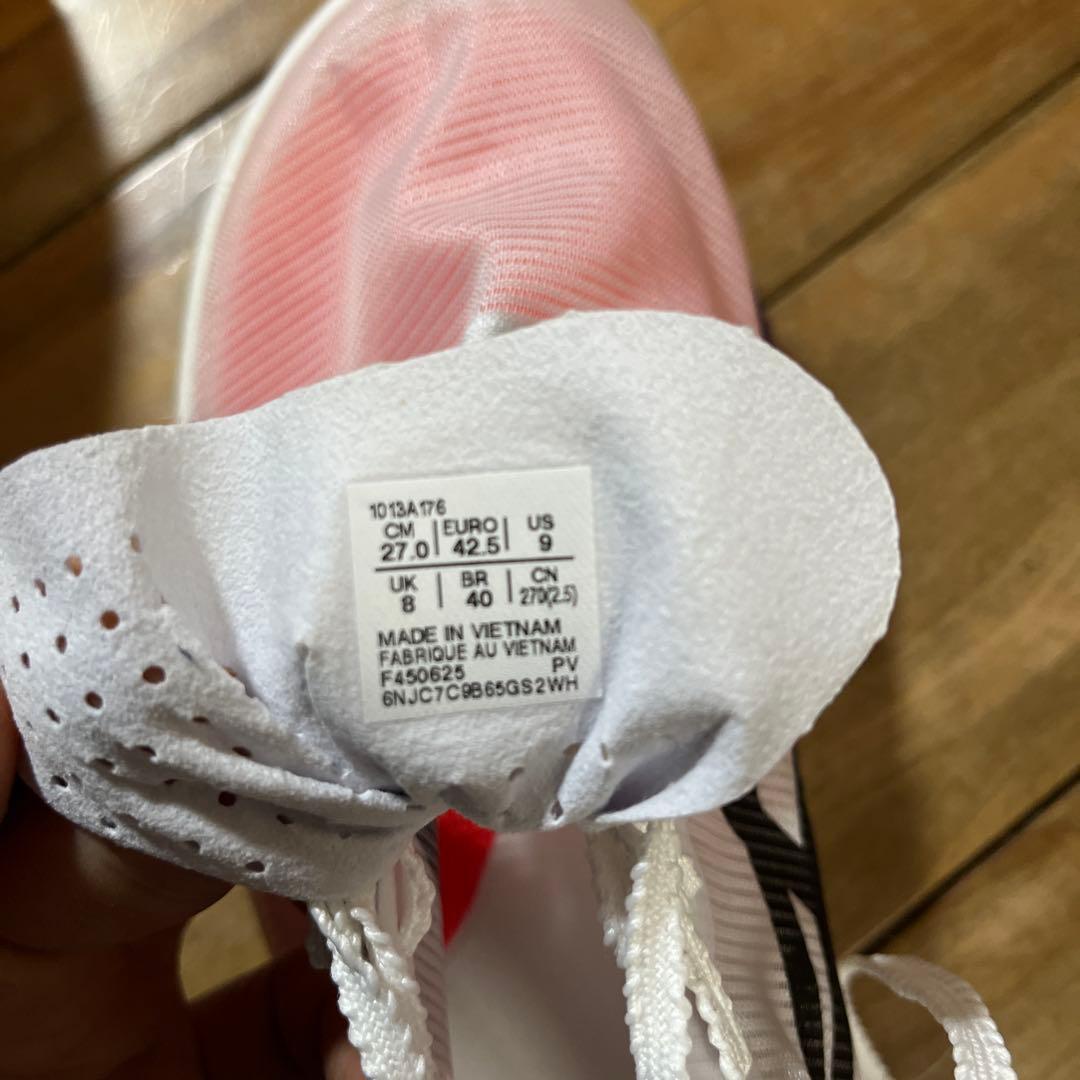 1013A176
CM | EURO | US
27.0 | 42.5 | 9
UK | BR | CN
8 | 40 | 270(2.5)
MADE IN VIETNAM
FABRIQUE AU VIETNAM
F450625 PV
6NJC7C9B65GS2WH